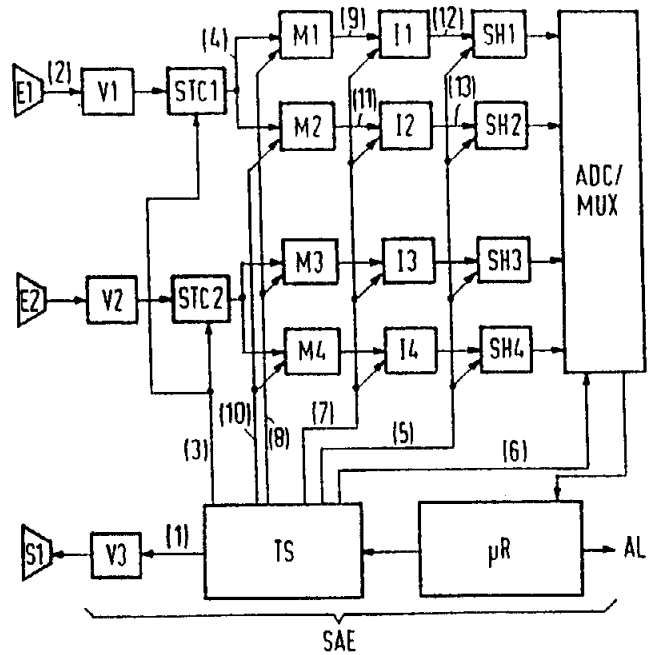 (4) M1 (9) I1 (12) SH1
E1 (2) V1 STC1
M2 (11) I2 (13) SH2
ADC/
MUX
M3 I3 SH3
E2 V2 STC2
M4 I4 SH4
(3) (10) (8) (7) (5) (6)
S1 V3 (1) TS µR AL
SAE